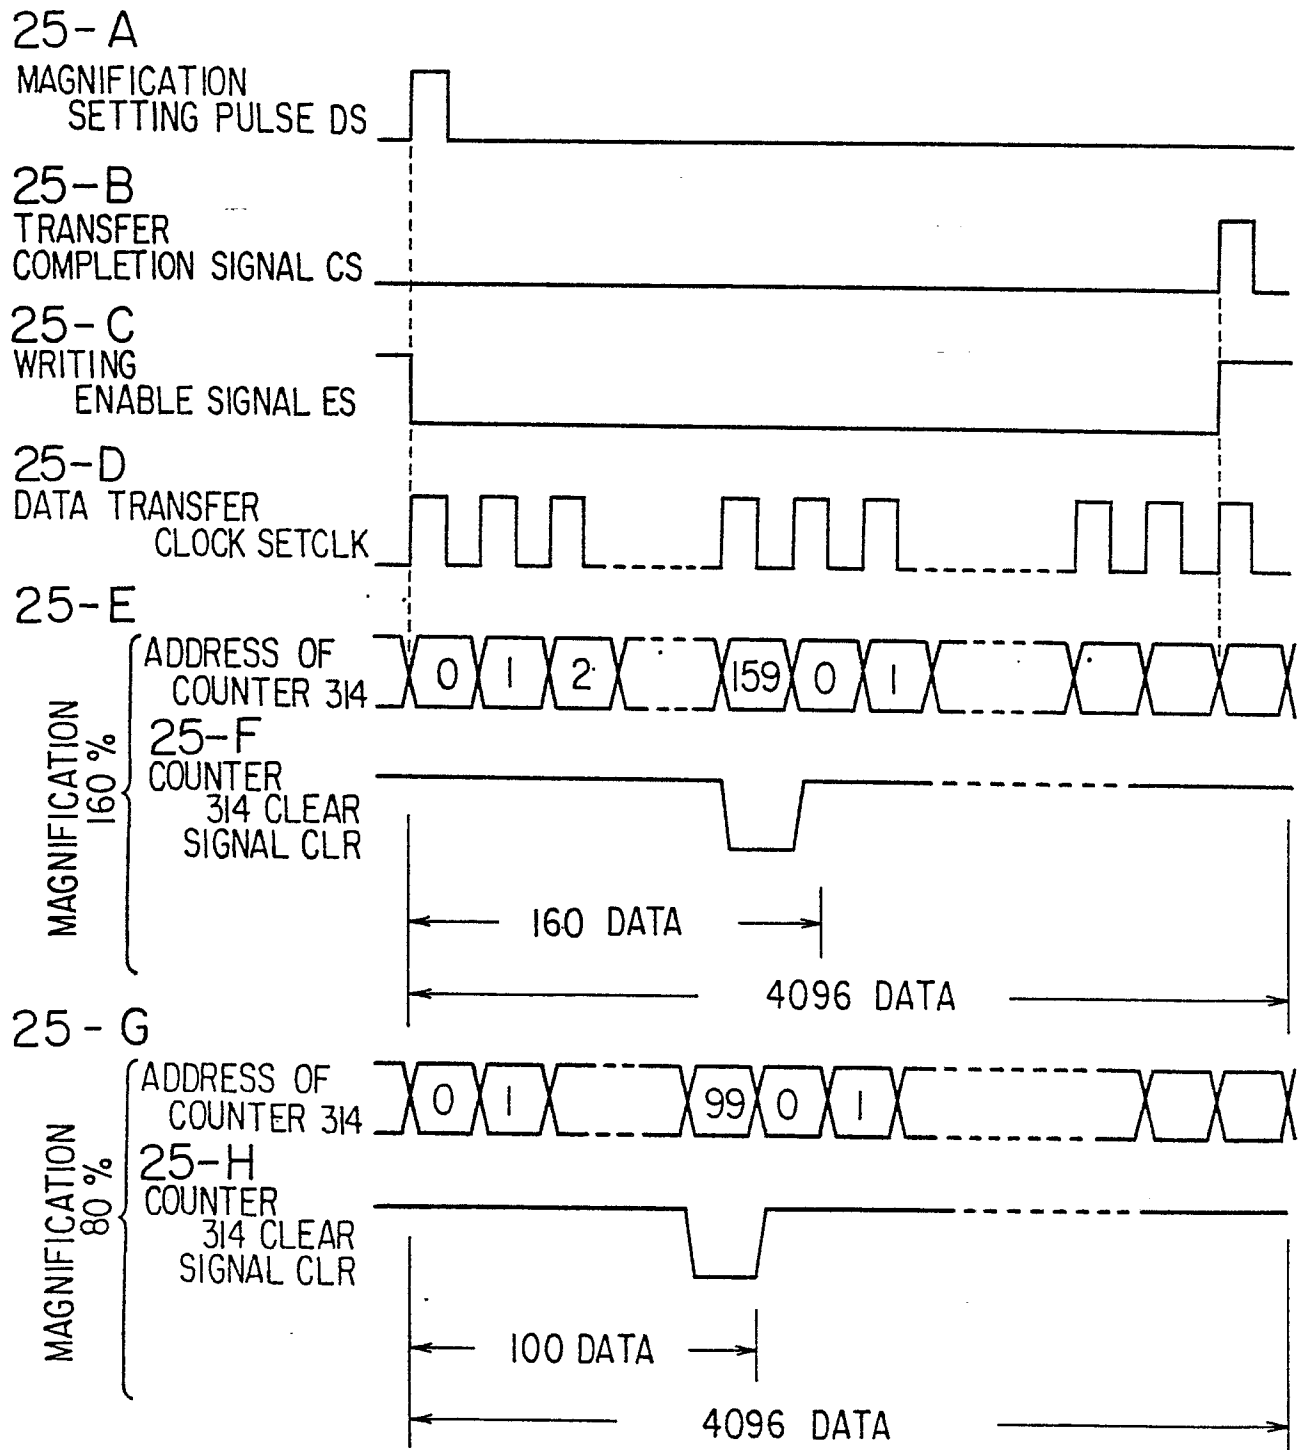 25-A
MAGNIFICATION
SETTING PULSE DS
25-B
TRANSFER
COMPLETION SIGNAL CS
25-C
WRITING
ENABLE SIGNAL ES
25-D
DATA TRANSFER
CLOCK SETCLK
25-E
MAGNIFICATION
160 %
ADDRESS OF
COUNTER 314
0 1 2 159 0 1
25-F
COUNTER
314 CLEAR
SIGNAL CLR
160 DATA
4096 DATA
25-G
MAGNIFICATION
80 %
ADDRESS OF
COUNTER 314
0 1 99 0 1
25-H
COUNTER
314 CLEAR
SIGNAL CLR
100 DATA
4096 DATA